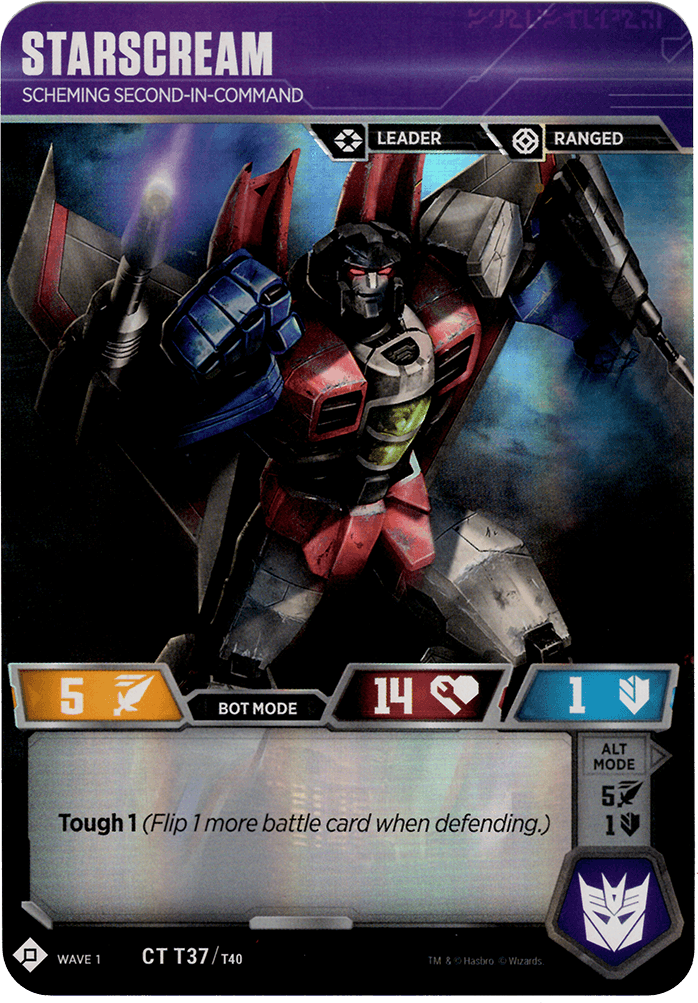 STARSCREAM
SCHEMING SECOND-IN-COMMAND
LEADER
RANGED
5
BOT MODE
14
1
ALT
MODE
5
1
Tough 1 (Flip 1 more battle card when defending.)
WAVE 1
CT T37/T40
TM & © Hasbro © Wizards.